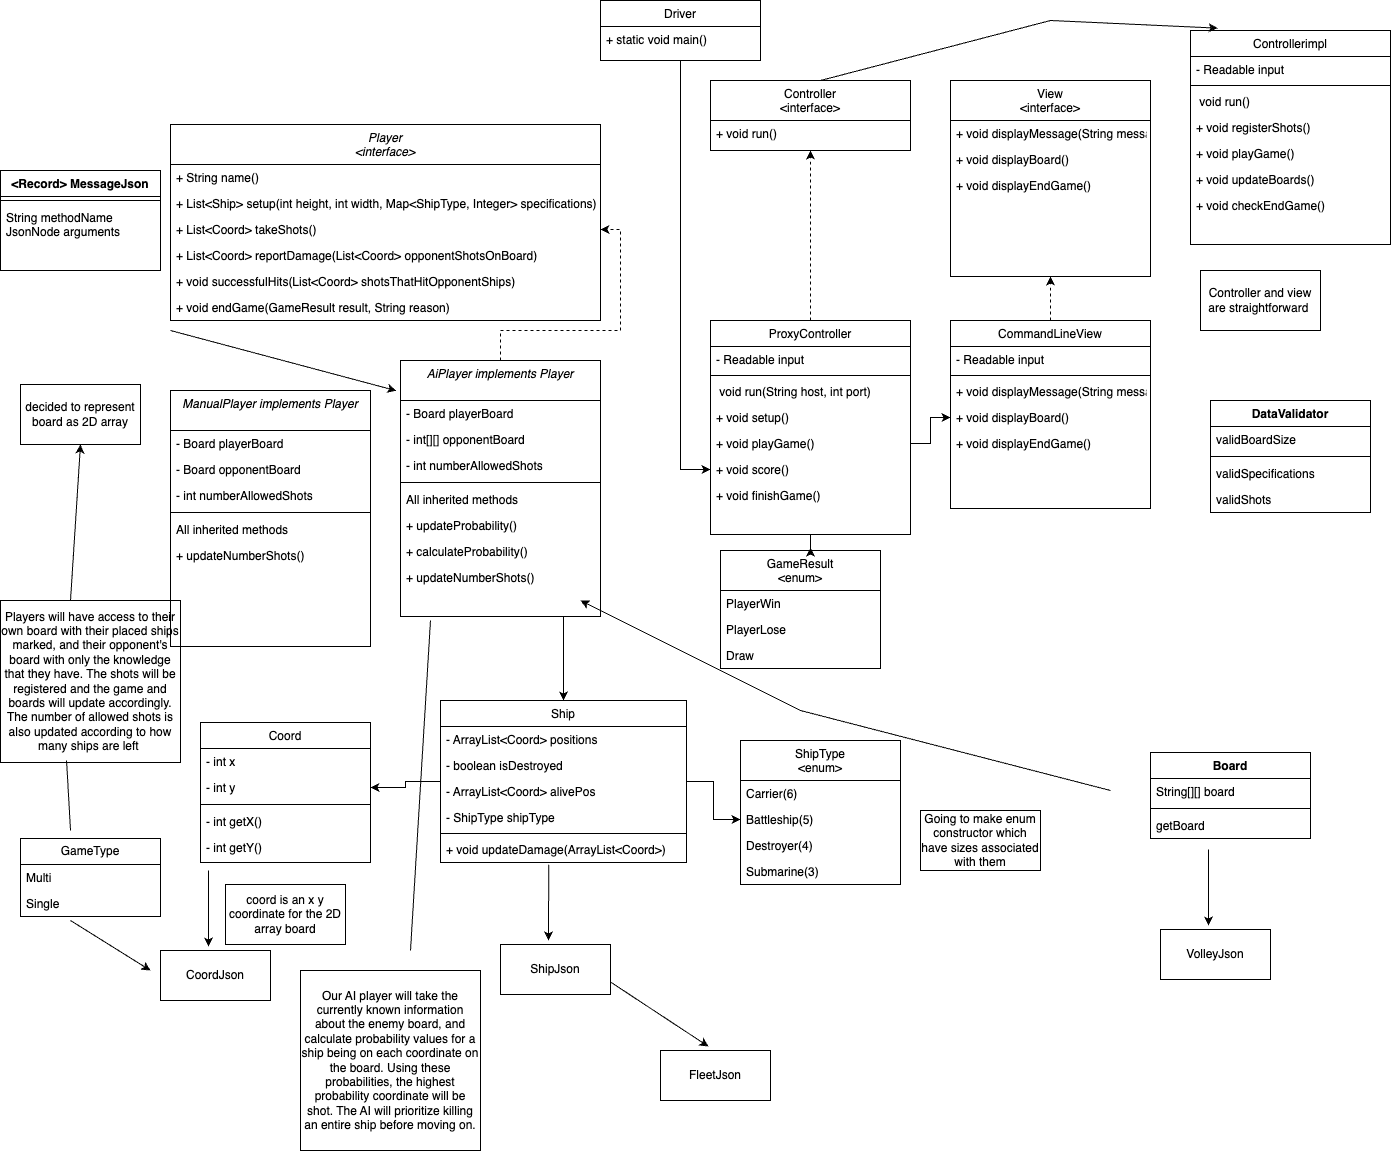 Driver
+ static void main()
Controller
<interface>
+ void run()
View
<interface>
+ void displayMessage(String messa
+ void displayBoard()
+ void displayEndGame()
Controllerimpl
- Readable input
void run()
+ void registerShots()
+ void playGame()
+ void updateBoards()
+ void checkEndGame()
Player
<interface>
+ String name()
+ List<Ship> setup(int height, int width, Map<ShipType, Integer> specifications)
+ List<Coord> takeShots()
+ List<Coord> reportDamage(List<Coord> opponentShotsOnBoard)
+ void successfulHits(List<Coord> shotsThatHitOpponentShips)
+ void endGame(GameResult result, String reason)
<Record> MessageJson
String methodName
JsonNode arguments
Controller and view
are straightforward
ProxyController
- Readable input
void run(String host, int port)
+ void setup()
+ void playGame()
+ void score()
+ void finishGame()
CommandLineView
- Readable input
+ void displayMessage(String messa
+ void displayBoard()
+ void displayEndGame()
decided to represent
board as 2D array
ManualPlayer implements Player
- Board playerBoard
- Board opponentBoard
- int numberAllowedShots
All inherited methods
+ updateNumberShots()
AiPlayer implements Player
- Board playerBoard
- int[][] opponentBoard
- int numberAllowedShots
All inherited methods
+ updateProbability()
+ calculateProbability()
+ updateNumberShots()
DataValidator
validBoardSize
validSpecifications
validShots
GameResult
<enum>
PlayerWin
PlayerLose
Draw
Players will have access to their
own board with their placed ships
marked, and their opponent's
board with only the knowledge
that they have. The shots will be
registered and the game and
boards will update accordingly.
The number of allowed shots is
also updated according to how
many ships are left
Coord
- int x
- int y
- int getX()
- int getY()
Ship
- ArrayList<Coord> positions
- boolean isDestroyed
- ArrayList<Coord> alivePos
- ShipType shipType
+ void updateDamage(ArrayList<Coord>)
ShipType
<enum>
Carrier(6)
Battleship(5)
Destroyer(4)
Submarine(3)
Going to make enum
constructor which
have sizes associated
with them
Board
String[][] board
getBoard
GameType
Multi
Single
coord is an x y
coordinate for the 2D
array board
CoordJson
ShipJson
VolleyJson
Our AI player will take the
currently known information
about the enemy board, and
calculate probability values for a
ship being on each coordinate on
the board. Using these
probabilities, the highest
probability coordinate will be
shot. The AI will prioritize killing
an entire ship before moving on.
FleetJson